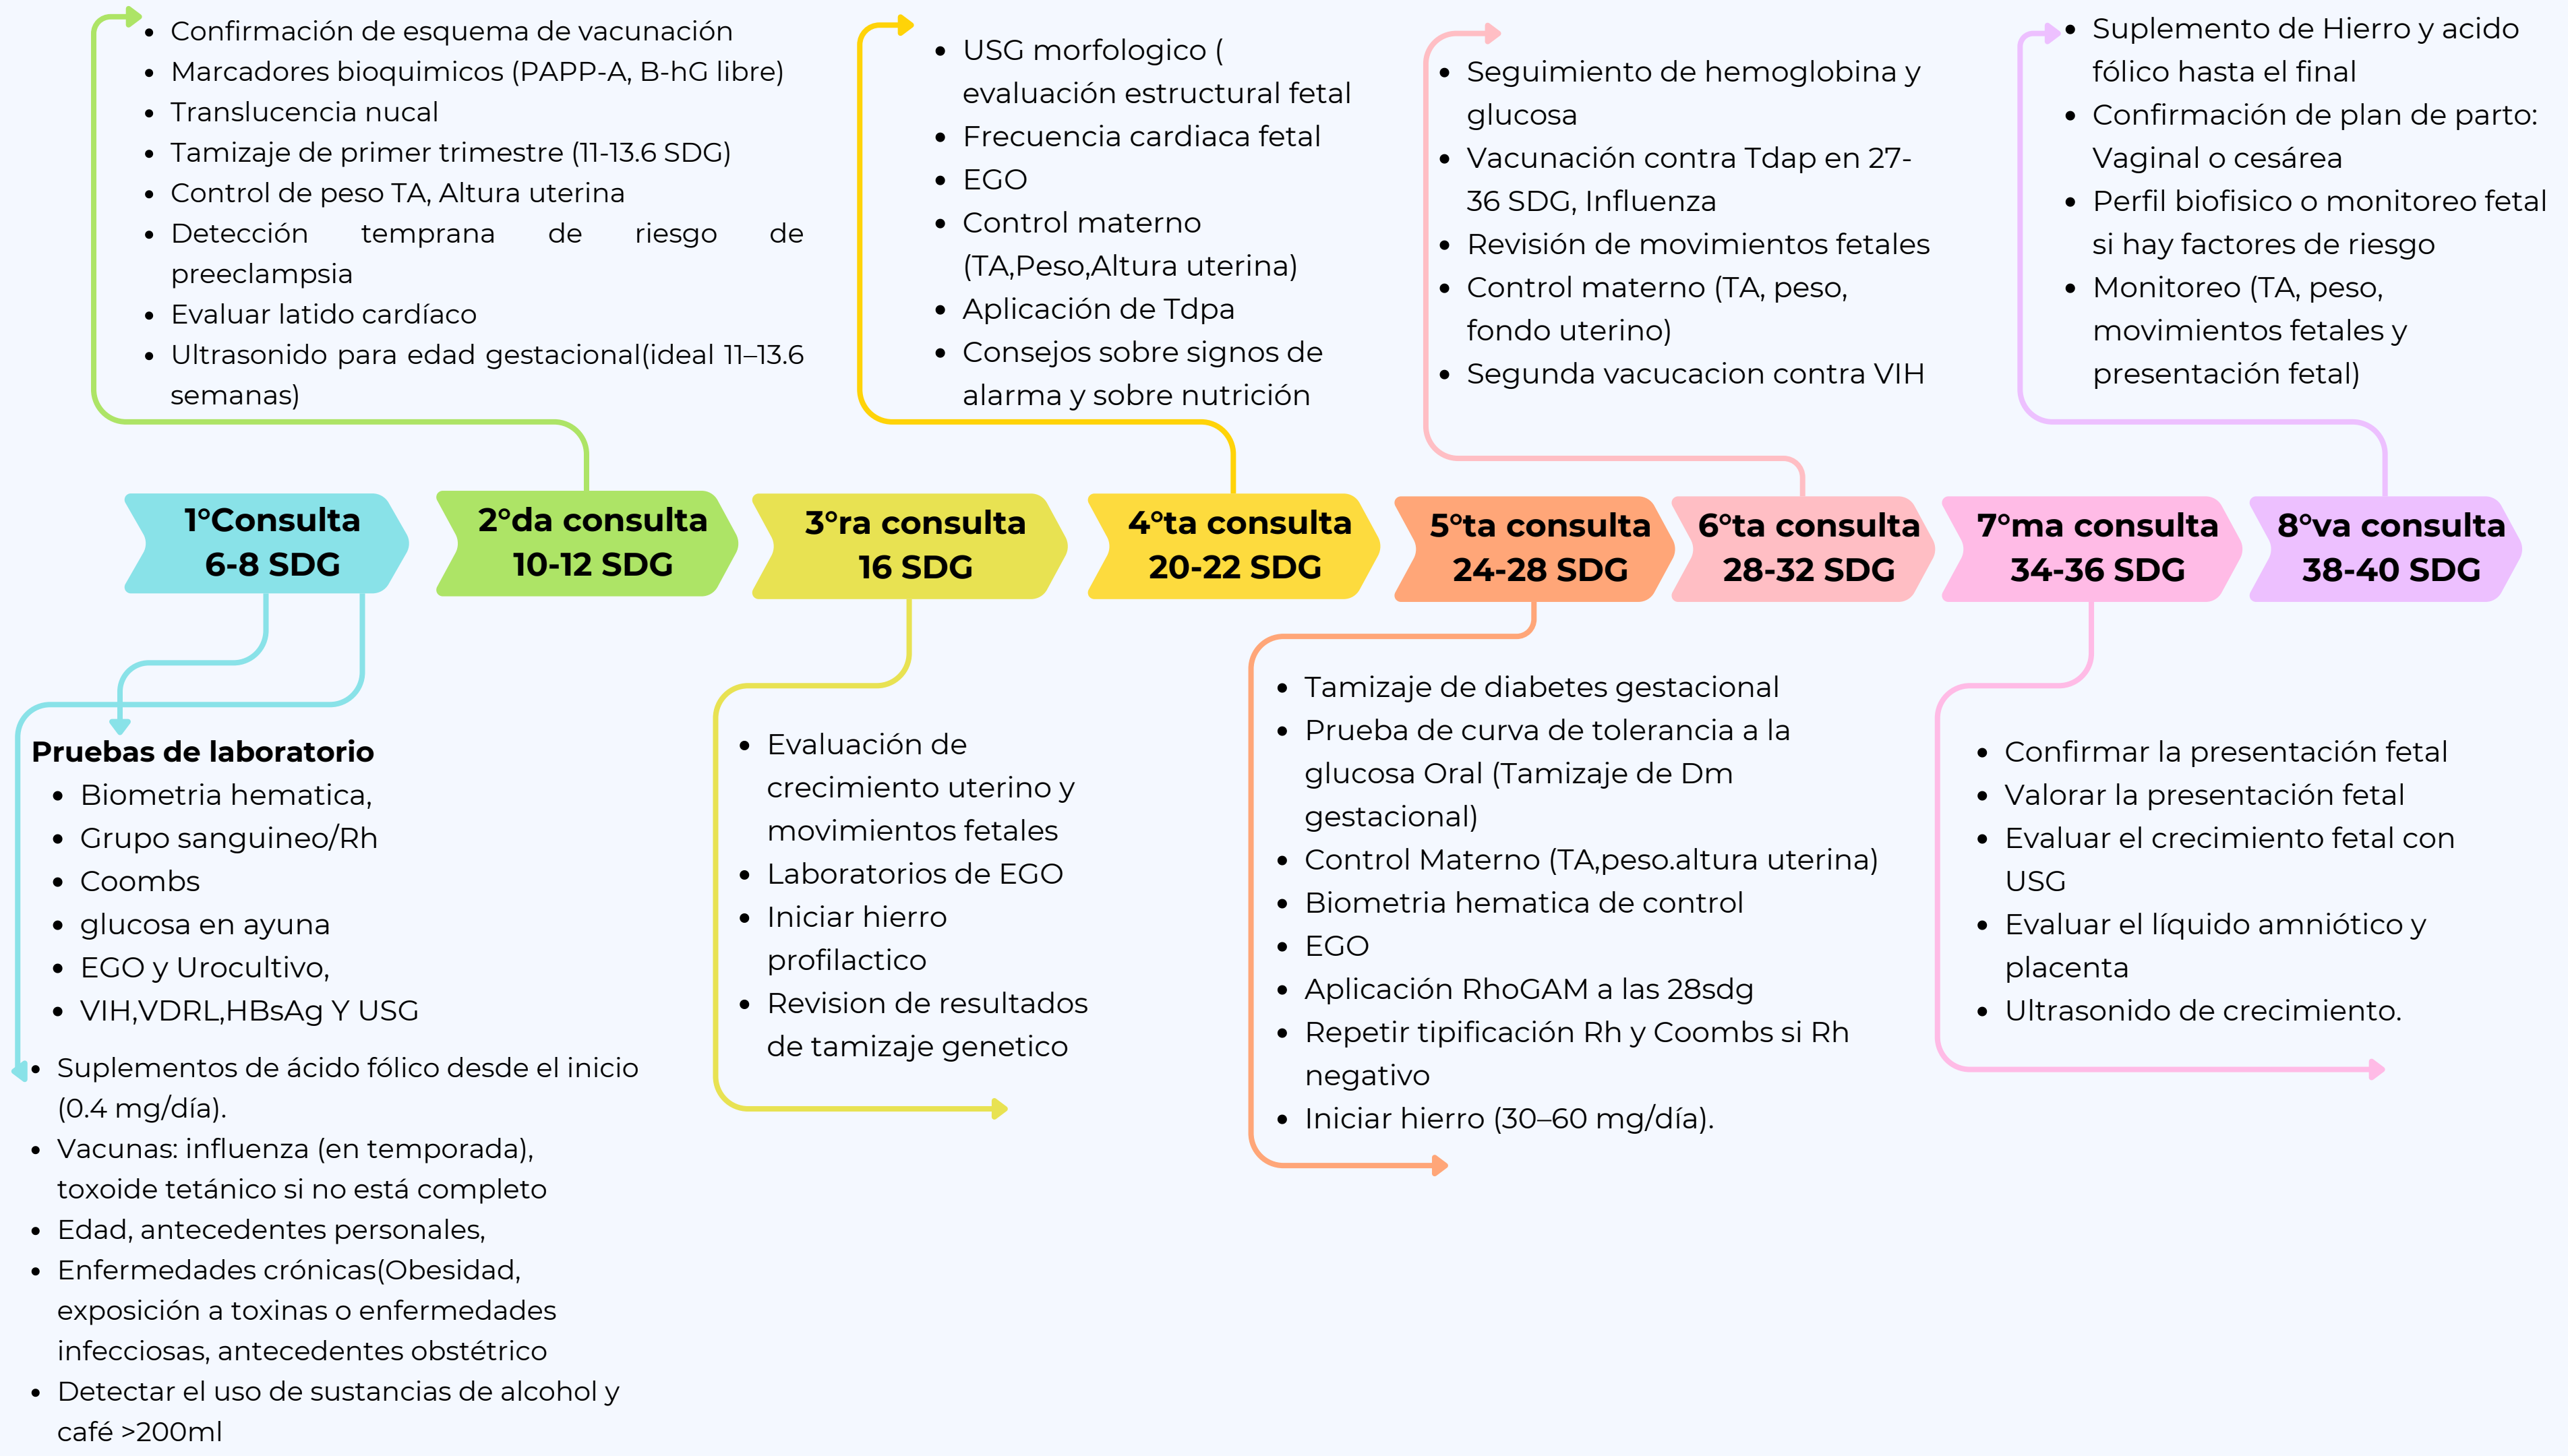 Confirmación de esquema de vacunación
Marcadores bioquimicos (PAPP-A, B-hG libre)
Translucencia nucal
Tamizaje de primer trimestre (11-13.6 SDG)
Control de peso TA, Altura uterina
Detección temprana de riesgo de
preeclampsia
Evaluar latido cardíaco
Ultrasonido para edad gestacional(ideal 11–13.6
semanas)
USG morfologico (
evaluación estructural fetal
Frecuencia cardiaca fetal
EGO
Control materno
(TA,Peso,Altura uterina)
Aplicación de Tdpa
Consejos sobre signos de
alarma y sobre nutrición
Seguimiento de hemoglobina y
glucosa
Vacunación contra Tdap en 27-
36 SDG, Influenza
Revisión de movimientos fetales
Control materno (TA, peso,
fondo uterino)
Segunda vacucacion contra VIH
Suplemento de Hierro y acido
fólico hasta el final
Confirmación de plan de parto:
Vaginal o cesárea
Perfil biofisico o monitoreo fetal
si hay factores de riesgo
Monitoreo (TA, peso,
movimientos fetales y
presentación fetal)
1°Consulta
6-8 SDG
2°da consulta
10-12 SDG
3°ra consulta
16 SDG
4°ta consulta
20-22 SDG
5°ta consulta
24-28 SDG
6°ta consulta
28-32 SDG
7°ma consulta
34-36 SDG
8°va consulta
38-40 SDG
Pruebas de laboratorio
Biometria hematica,
Grupo sanguineo/Rh
Coombs
glucosa en ayuna
EGO y Urocultivo,
VIH,VDRL,HBsAg Y USG
Suplementos de ácido fólico desde el inicio
(0.4 mg/día).
Vacunas: influenza (en temporada),
toxoide tetánico si no está completo
Edad, antecedentes personales,
Enfermedades crónicas(Obesidad,
exposición a toxinas o enfermedades
infecciosas, antecedentes obstétrico
Detectar el uso de sustancias de alcohol y
café >200ml
Evaluación de
crecimiento uterino y
movimientos fetales
Laboratorios de EGO
Iniciar hierro
profilactico
Revision de resultados
de tamizaje genetico
Tamizaje de diabetes gestacional
Prueba de curva de tolerancia a la
glucosa Oral (Tamizaje de Dm
gestacional)
Control Materno (TA,peso.altura uterina)
Biometria hematica de control
EGO
Aplicación RhoGAM a las 28sdg
Repetir tipificación Rh y Coombs si Rh
negativo
Iniciar hierro (30–60 mg/día).
Confirmar la presentación fetal
Valorar la presentación fetal
Evaluar el crecimiento fetal con
USG
Evaluar el líquido amniótico y
placenta
Ultrasonido de crecimiento.